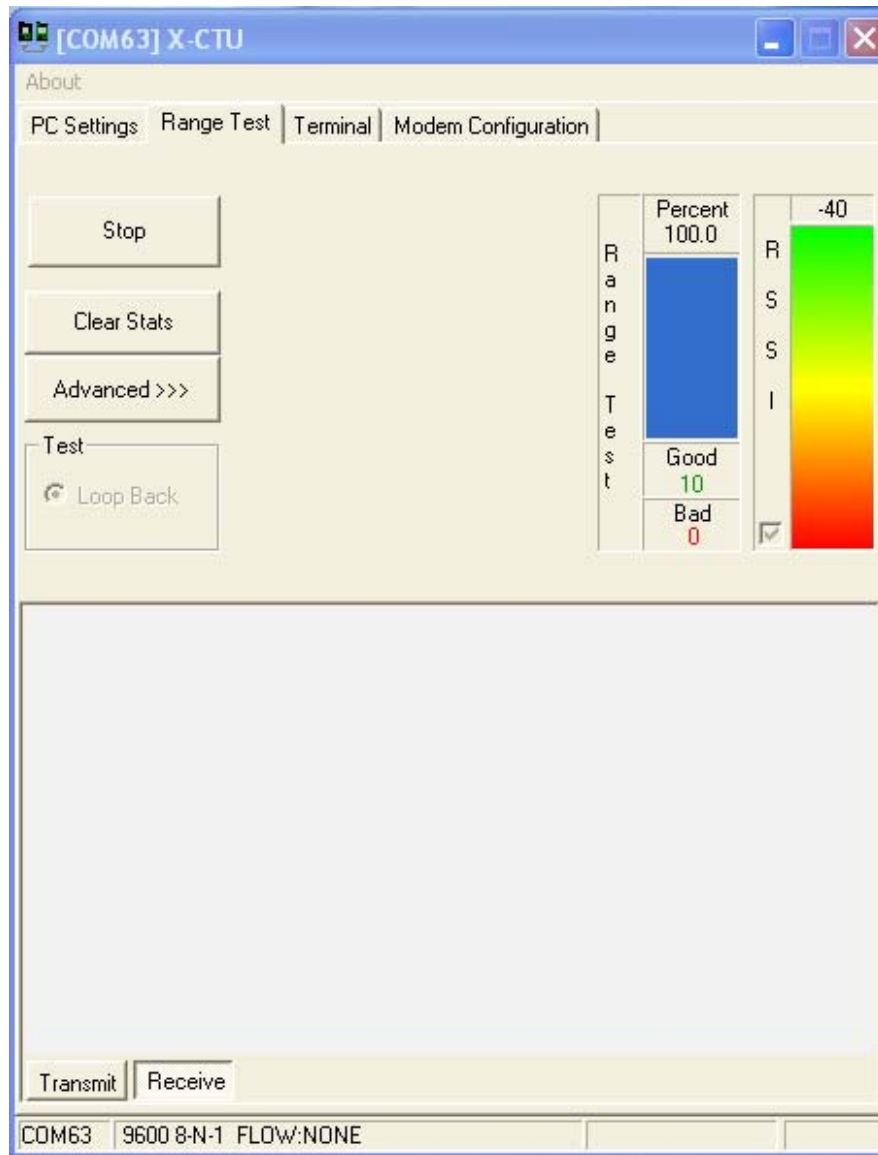 [COM63] X-CTU
About
PC Settings Range Test Terminal Modem Configuration
Stop
Clear Stats
Advanced >>>
Test
Loop Back
Range Test
Percent
100.0
Good
10
Bad
0
RSSI
-40
Transmit Receive
COM63 9600 8-N-1 FLOW:NONE